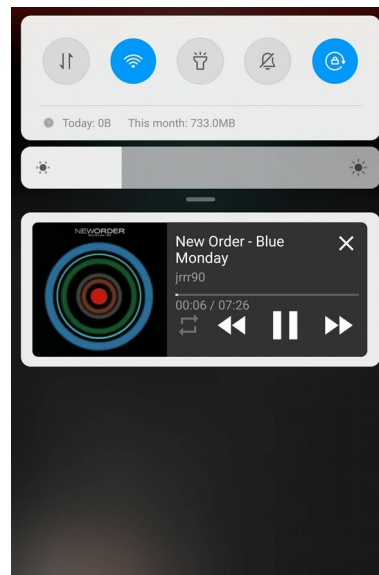 Today: 0B This month: 733.0MB
NEWORDER
New Order - Blue
Monday
jrrr90
00:06 / 07:26